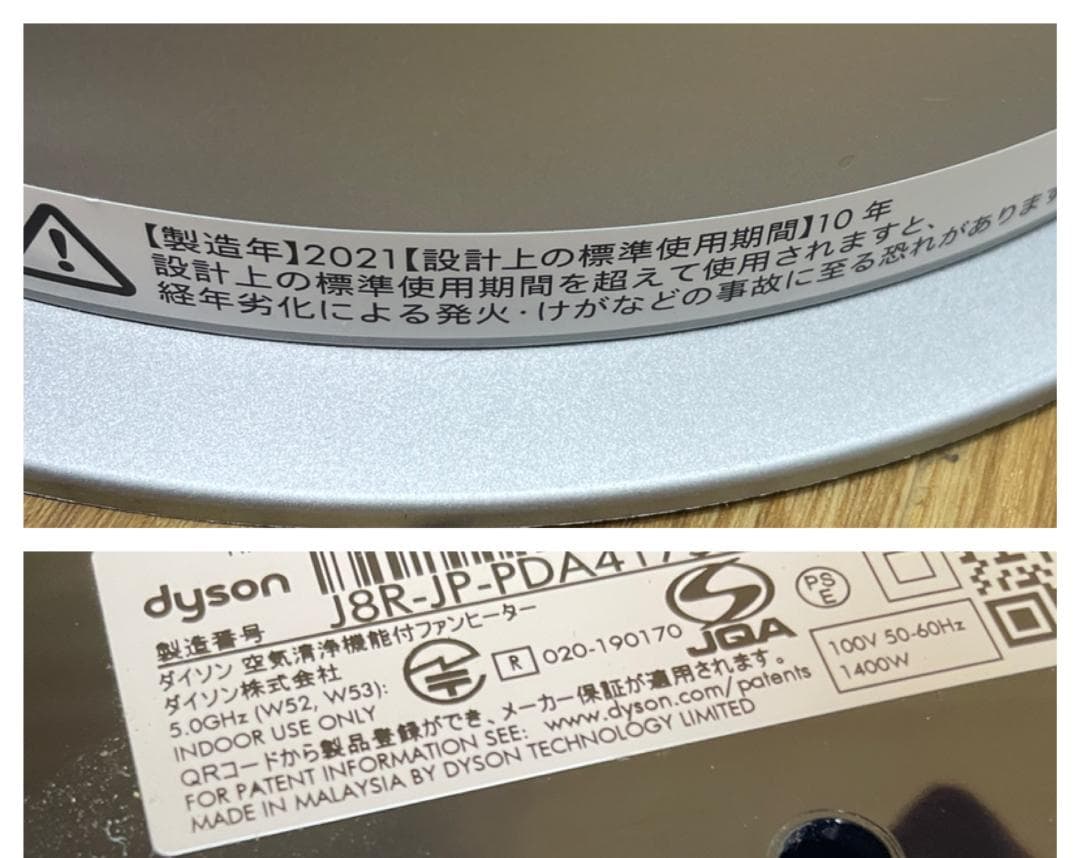 【製造年】2021【設計上の標準使用期間】10 年
設計上の標準使用期間を超えて使用されますと、
経年劣化による発火・けがなどの事故に至る恐れがあります
dyson
J8R-JP-PDA417
製造番号
JQA
PS
E
ダイソン 空気清浄機能付ファンヒーター
ダイソン株式会社
R 020-190170
100V 50-60Hz
1400W
5.0GHz (W52, W53):
INDOOR USE ONLY
QRコードから製品登録ができ、メーカー保証が適用されます。
FOR PATENT INFORMATION SEE: www.dyson.com/patents
MADE IN MALAYSIA BY DYSON TECHNOLOGY LIMITED